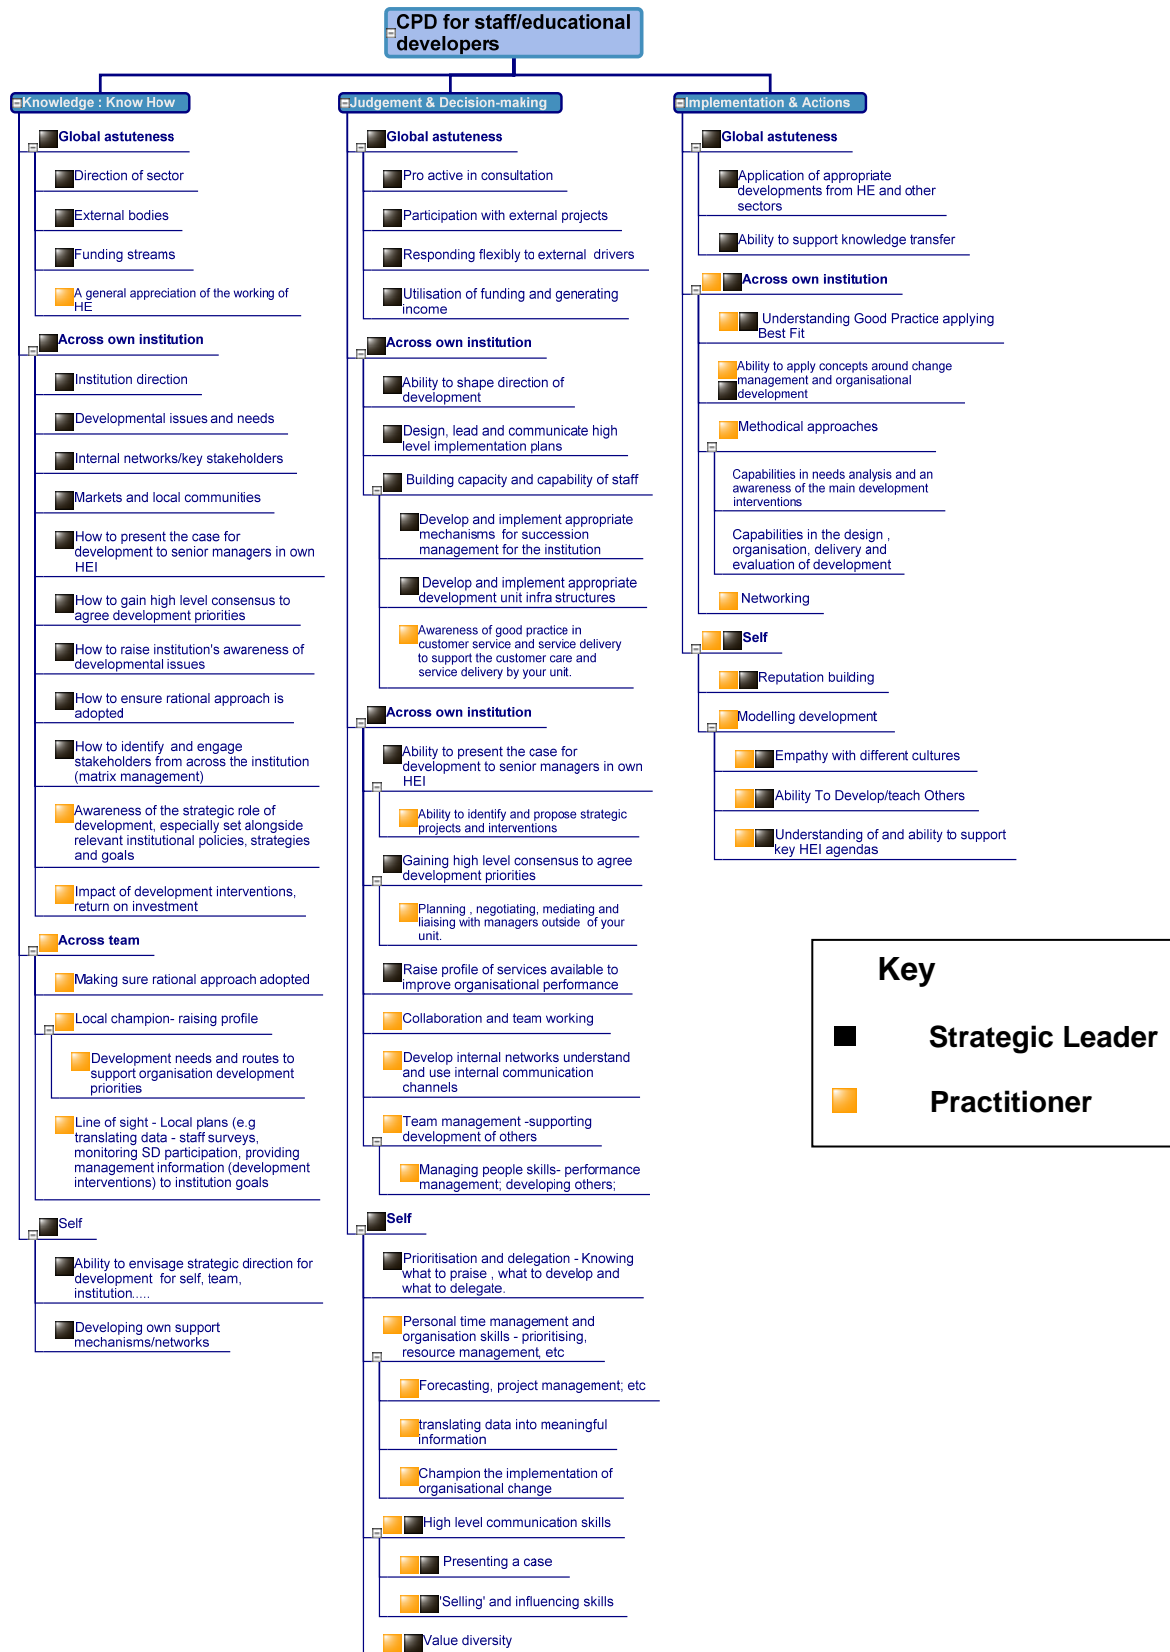 CPD for staff/educational
developers
Knowledge : Know How
Global astuteness
Direction of sector
External bodies
Funding streams
A general appreciation of the working of
HE
Across own institution
Institution direction
Developmental issues and needs
Internal networks/key stakeholders
Markets and local communities
How to present the case for
development to senior managers in own
HEI
How to gain high level consensus to
agree development priorities
How to raise institution's awareness of
developmental issues
How to ensure rational approach is
adopted
How to identify and engage
stakeholders from across the institution
(matrix management)
Awareness of the strategic role of
development, especially set alongside
relevant institutional policies, strategies
and goals
Impact of development interventions,
return on investment
Across team
Making sure rational approach adopted
Local champion- raising profile
Development needs and routes to
support organisation development
priorities
Line of sight - Local plans (e.g
translating data - staff surveys,
monitoring SD participation, providing
management information (development
interventions) to institution goals
Self
Ability to envisage strategic direction for
development for self, team,
institution.....
Developing own support
mechanisms/networks
Judgement & Decision-making
Global astuteness
Pro active in consultation
Participation with external projects
Responding flexibly to external drivers
Utilisation of funding and generating
income
Across own institution
Ability to shape direction of
development
Design, lead and communicate high
level implementation plans
Building capacity and capability of staff
Develop and implement appropriate
mechanisms for succession
management for the institution
Develop and implement appropriate
development unit infra structures
Awareness of good practice in
customer service and service delivery
to support the customer care and
service delivery by your unit.
Across own institution
Ability to present the case for
development to senior managers in own
HEI
Ability to identify and propose strategic
projects and interventions
Gaining high level consensus to agree
development priorities
Planning , negotiating, mediating and
liaising with managers outside of your
unit.
Raise profile of services available to
improve organisational performance
Collaboration and team working
Develop internal networks understand
and use internal communication
channels
Team management -supporting
development of others
Managing people skills- performance
management; developing others;
Self
Prioritisation and delegation - Knowing
what to praise , what to develop and
what to delegate.
Personal time management and
organisation skills - prioritising,
resource management, etc
Forecasting, project management; etc
translating data into meaningful
information
Champion the implementation of
organisational change
High level communication skills
Presenting a case
'Selling' and influencing skills
Value diversity
Implementation & Actions
Global astuteness
Application of appropriate
developments from HE and other
sectors
Ability to support knowledge transfer
Across own institution
Understanding Good Practice applying
Best Fit
Ability to apply concepts around change
management and organisational
development
Methodical approaches
Capabilities in needs analysis and an
awareness of the main development
interventions
Capabilities in the design ,
organisation, delivery and
evaluation of development
Networking
Self
Reputation building
Modelling development
Empathy with different cultures
Ability To Develop/teach Others
Understanding of and ability to support
key HEI agendas
Key
Strategic Leader
Practitioner